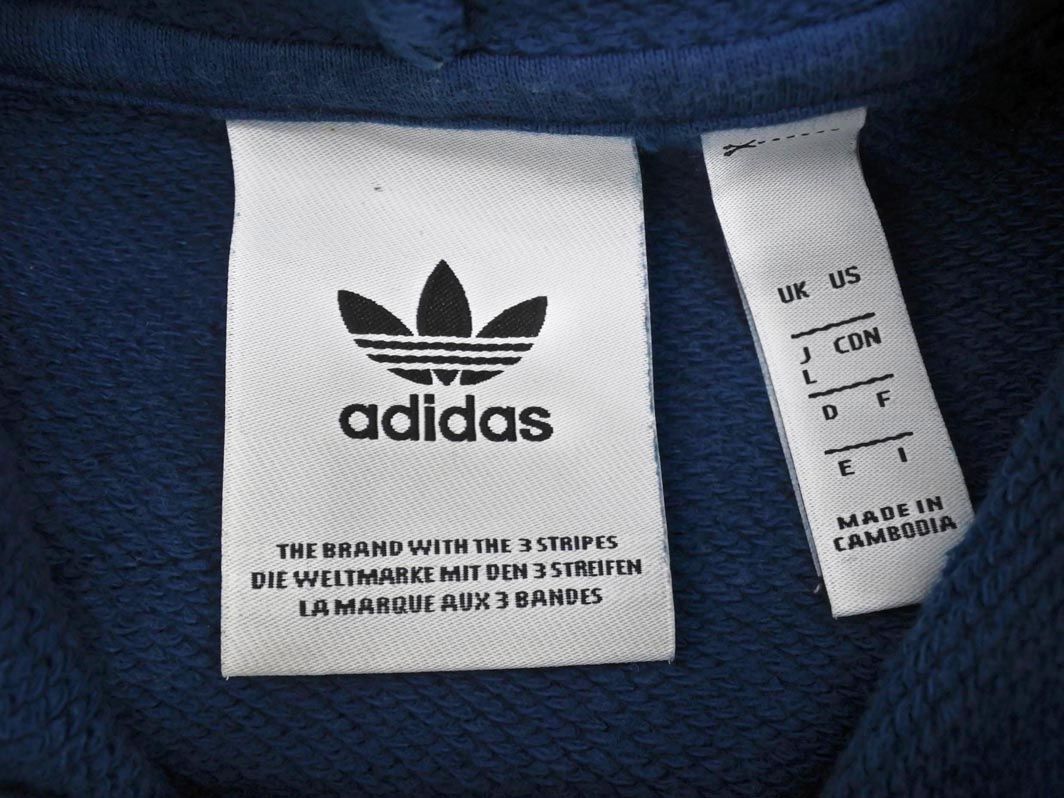 adidas
THE BRAND WITH THE 3 STRIPES
DIE WELTMARKE MIT DEN 3 STREIFEN
LA MARQUE AUX 3 BANDES
UK US
J CDN
L
D F
E I
MADE IN
CAMBODIA